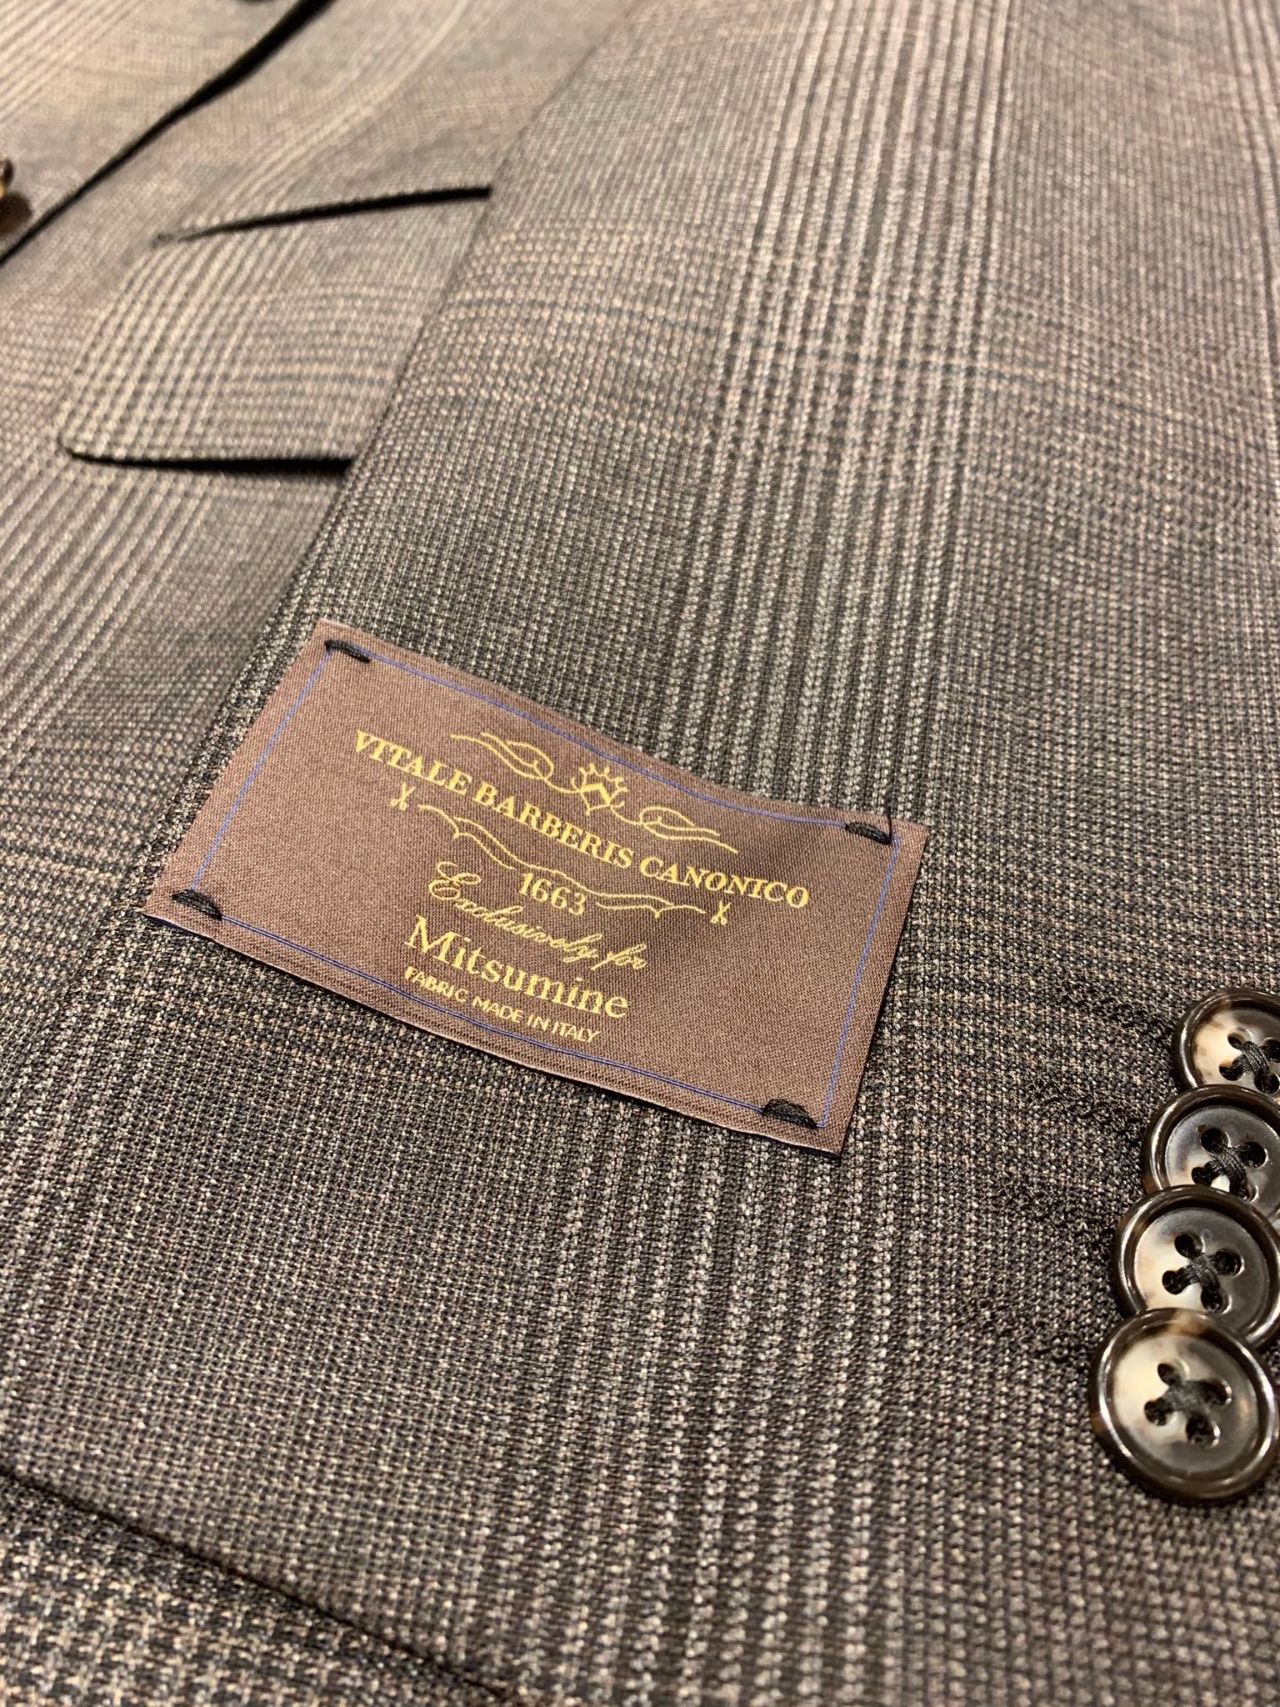 VITALE BARBERIS CANONICO
1663
Exclusively for
Mitsumine
FABRIC MADE IN ITALY